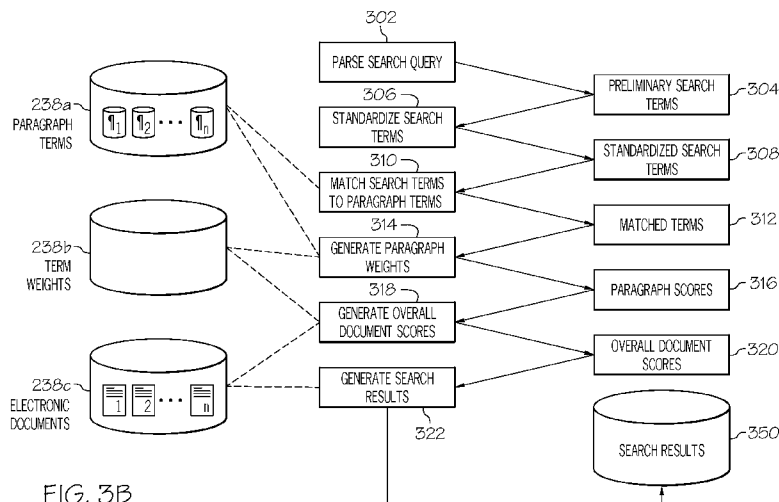 302
PARSE SEARCH QUERY
PRELIMINARY SEARCH
TERMS
304
306
STANDARDIZE SEARCH
TERMS
STANDARDIZED SEARCH
TERMS
308
310
MATCH SEARCH TERMS
TO PARAGRAPH TERMS
MATCHED TERMS
312
314
GENERATE PARAGRAPH
WEIGHTS
PARAGRAPH SCORES
316
318
GENERATE OVERALL
DOCUMENT SCORES
OVERALL DOCUMENT
SCORES
320
GENERATE SEARCH
RESULTS
322
SEARCH RESULTS
350
238a
PARAGRAPH
TERMS
¶1 ¶2 ••• ¶n
238b
TERM
WEIGHTS
238c
ELECTRONIC
DOCUMENTS
1 2 ••• n
FIG. 3B